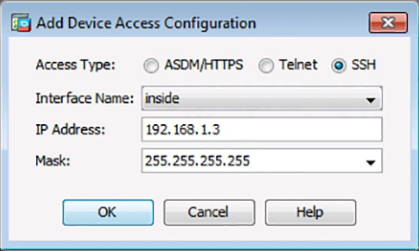 Add Device Access Configuration
Access Type: ASDM/HTTPS Telnet SSH
Interface Name: inside
IP Address: 192.168.1.3
Mask: 255.255.255.255
OK Cancel Help